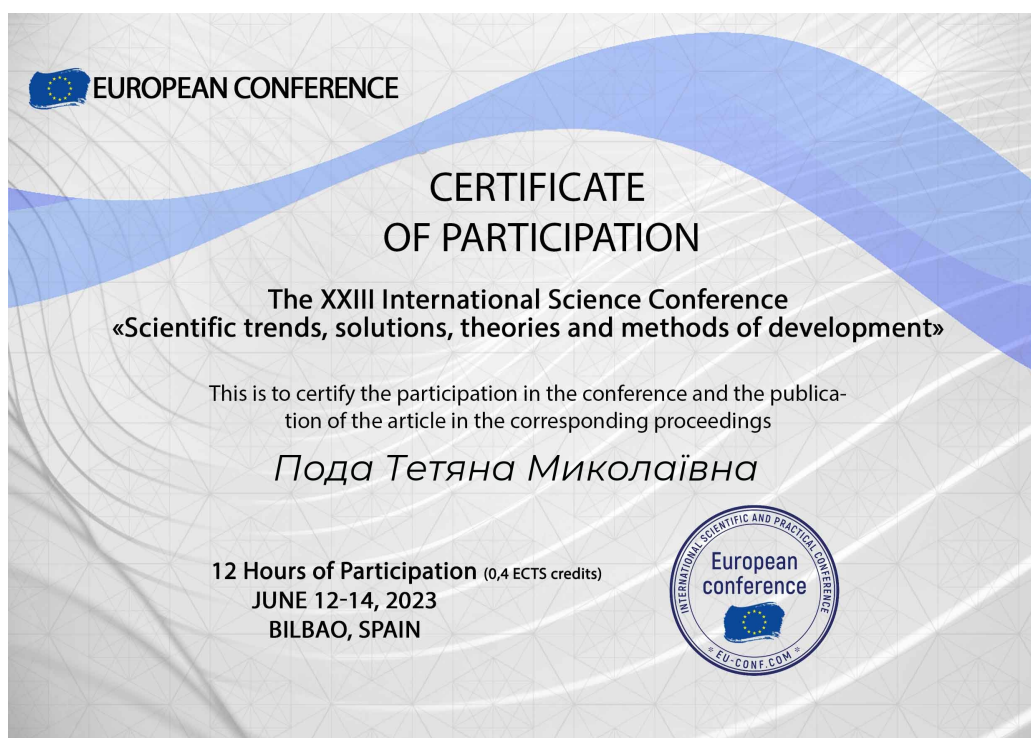 EUROPEAN CONFERENCE
CERTIFICATE
OF PARTICIPATION
The XXIII International Science Conference
«Scientific trends, solutions, theories and methods of development»
This is to certify the participation in the conference and the publica-
tion of the article in the corresponding proceedings
Пода Тетяна Миколаївна
12 Hours of Participation (0,4 ECTS credits)
JUNE 12-14, 2023
BILBAO, SPAIN
INTERNATIONAL SCIENTIFIC AND PRACTICAL CONFERENCE
European
conference
* EU-CONF.COM *